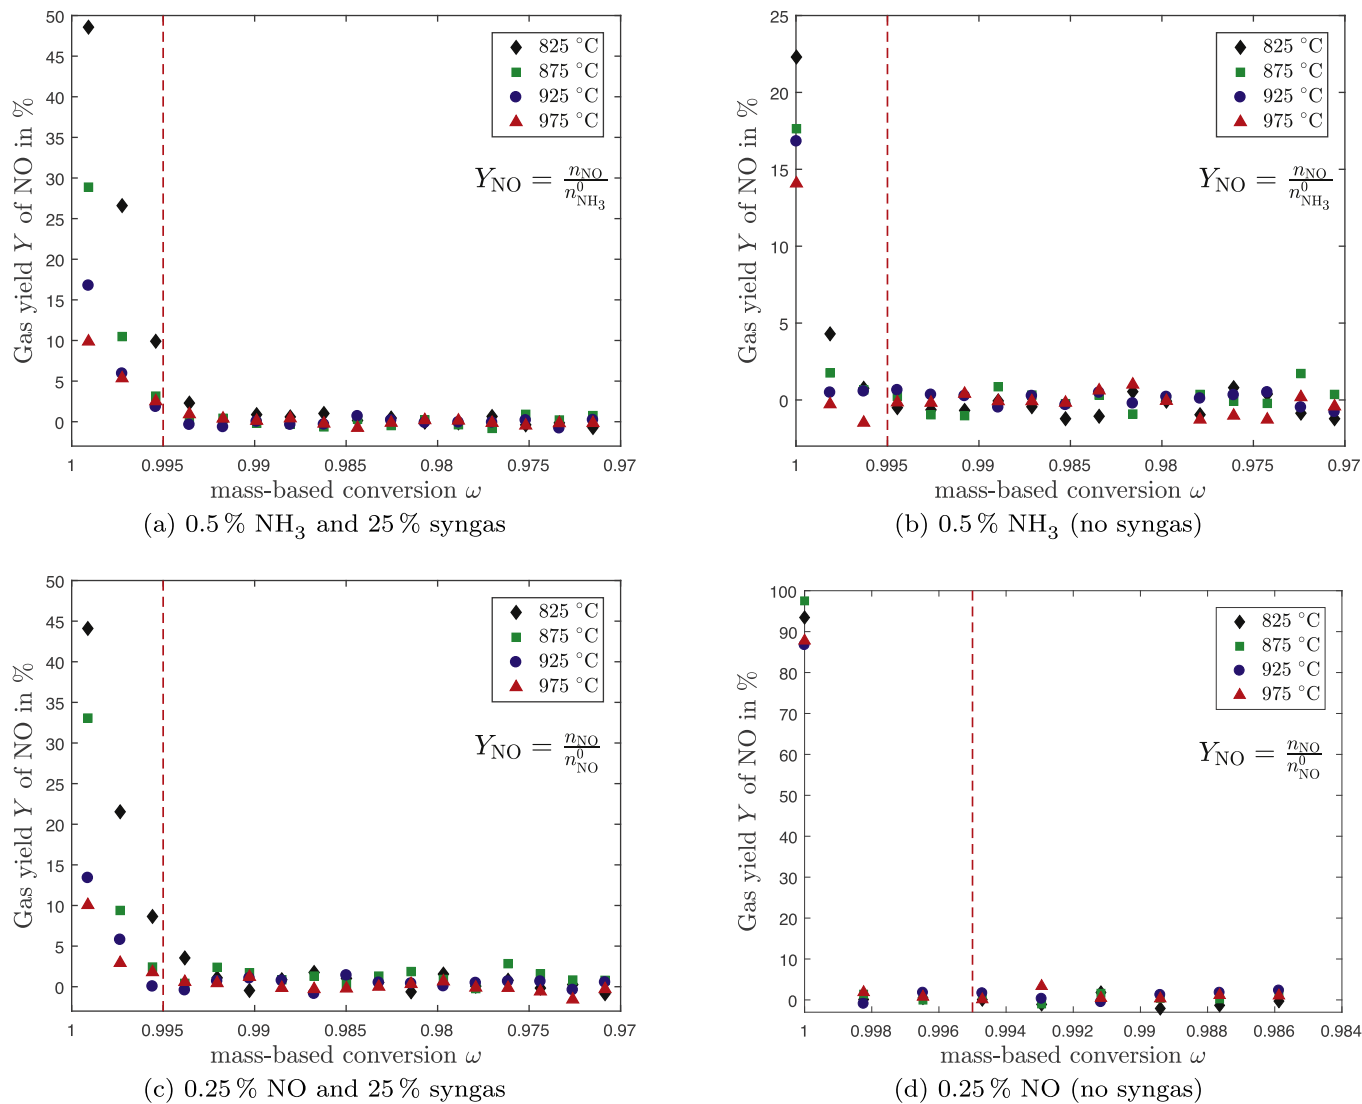 Gas yield Y of NO in %
50
45
40
35
30
25
20
15
10
5
0
825 °C
875 °C
925 °C
975 °C
Y_NO = n_NO / n^0_NH3
1 0.995 0.99 0.985 0.98 0.975 0.97
mass-based conversion ω
(a) 0.5 % NH3 and 25 % syngas
Gas yield Y of NO in %
25
20
15
10
5
0
825 °C
875 °C
925 °C
975 °C
Y_NO = n_NO / n^0_NH3
1 0.995 0.99 0.985 0.98 0.975 0.97
mass-based conversion ω
(b) 0.5 % NH3 (no syngas)
Gas yield Y of NO in %
50
45
40
35
30
25
20
15
10
5
0
825 °C
875 °C
925 °C
975 °C
Y_NO = n_NO / n^0_NO
1 0.995 0.99 0.985 0.98 0.975 0.97
mass-based conversion ω
(c) 0.25 % NO and 25 % syngas
Gas yield Y of NO in %
100
90
80
70
60
50
40
30
20
10
0
825 °C
875 °C
925 °C
975 °C
Y_NO = n_NO / n^0_NO
1 0.998 0.996 0.994 0.992 0.99 0.988 0.986 0.984
mass-based conversion ω
(d) 0.25 % NO (no syngas)